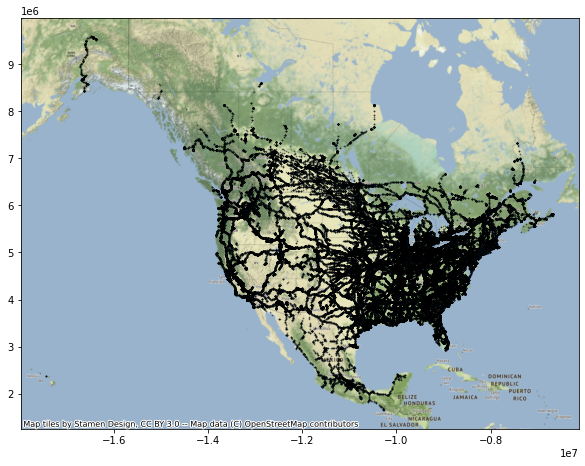 1e6
9
8
7
6
5
4
3
2
CUBA
DOMINICAN
REPUBLIC
PUERTO
RICO
JAMAICA
BELIZE
HONDURAS
NICARAGUA
EL SALVADOR
Map tiles by Stamen Design, CC BY 3.0 -- Map data (C) OpenStreetMap contributors
−1.6
−1.4
−1.2
−1.0
−0.8
1e7